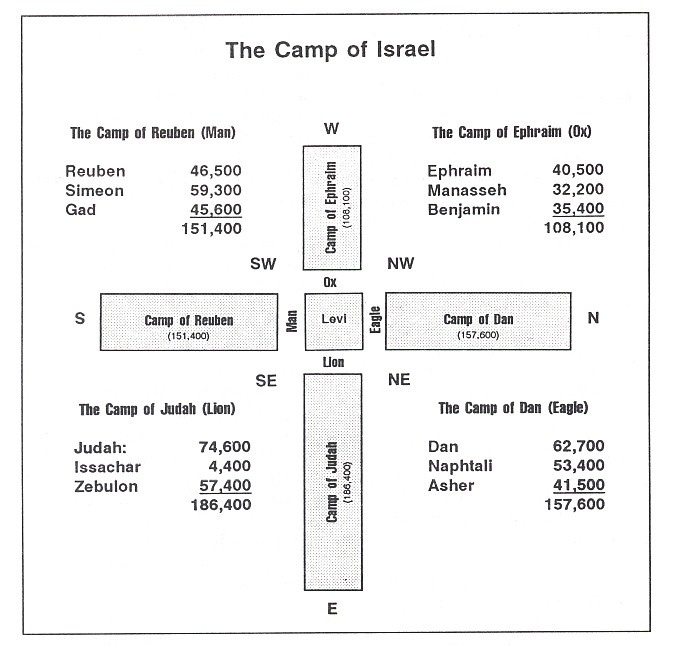 The Camp of Israel
The Camp of Reuben (Man)
Reuben 46,500
Simeon 59,300
Gad 45,600
151,400
W
The Camp of Ephraim (Ox)
Ephraim 40,500
Manasseh 32,200
Benjamin 35,400
108,100
Camp of Ephraim
(108,100)
SW
NW
Ox
S
Camp of Reuben
(151,400)
Man
Levi
Eagle
Camp of Dan
(157,600)
N
Lion
SE
NE
The Camp of Judah (Lion)
Judah: 74,600
Issachar 4,400
Zebulon 57,400
186,400
Camp of Judah
(186,400)
The Camp of Dan (Eagle)
Dan 62,700
Naphtali 53,400
Asher 41,500
157,600
E